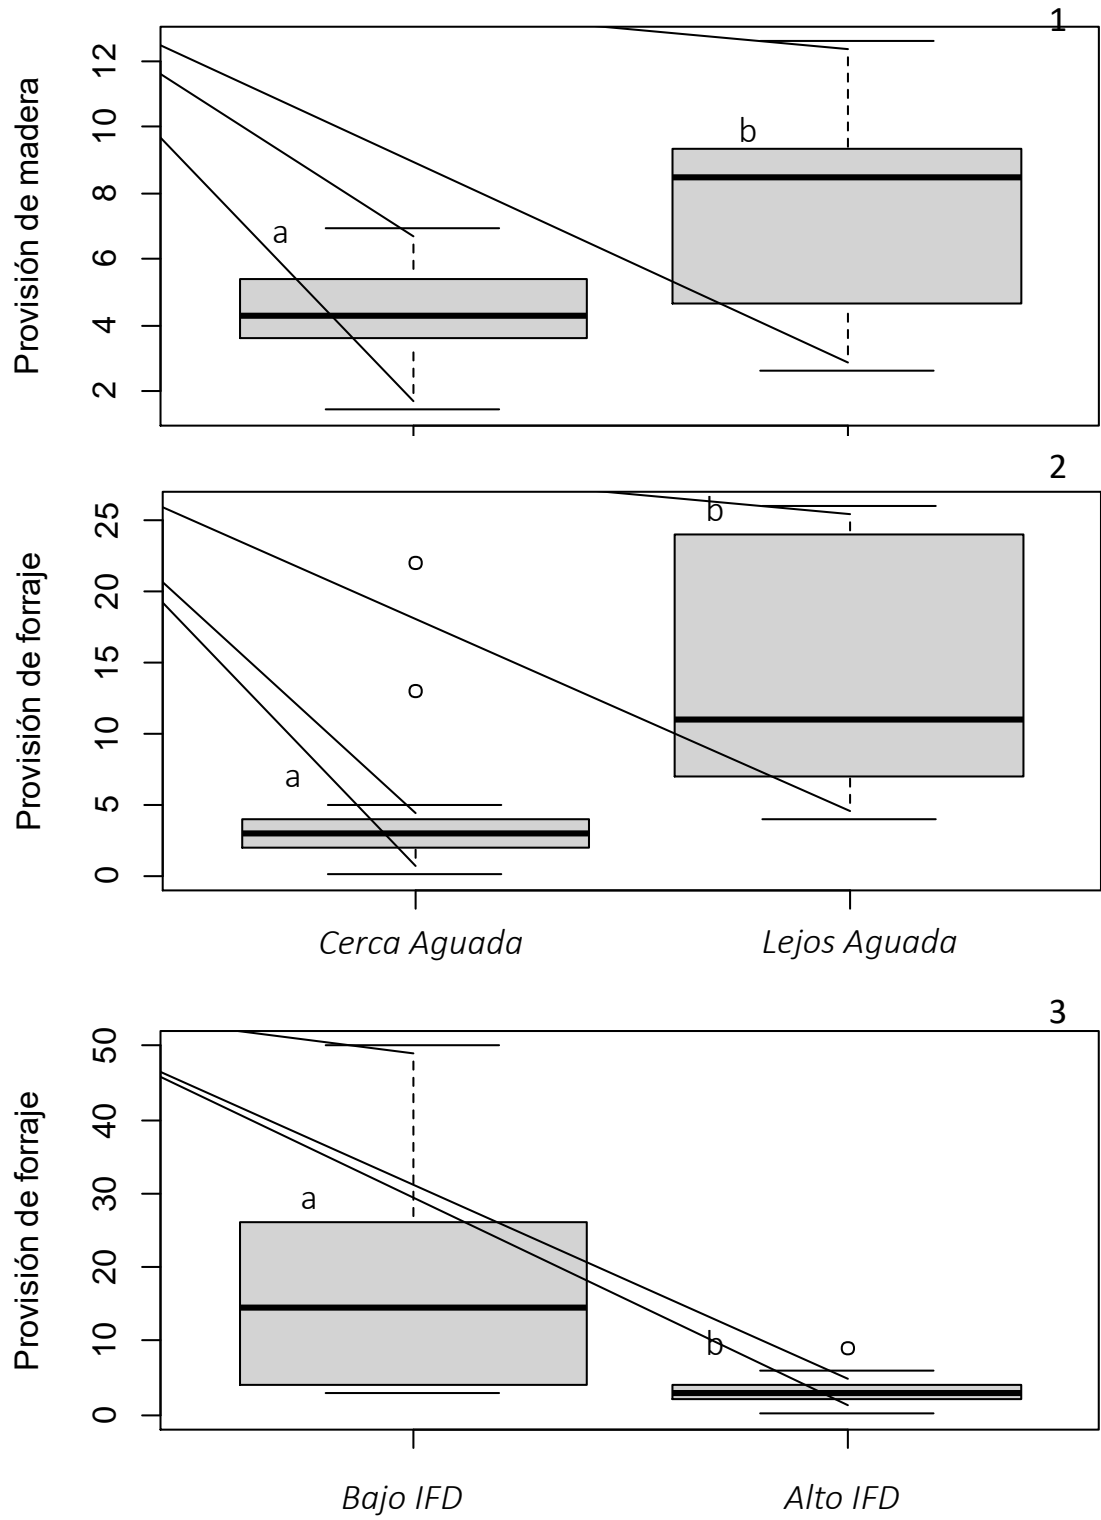 1
Provisión de madera
12
10
8
6
4
2
a
b
2
Provisión de forraje
25
20
15
10
5
0
a
b
Cerca Aguada
Lejos Aguada
3
Provisión de forraje
50
40
30
20
10
0
a
b
Bajo IFD
Alto IFD